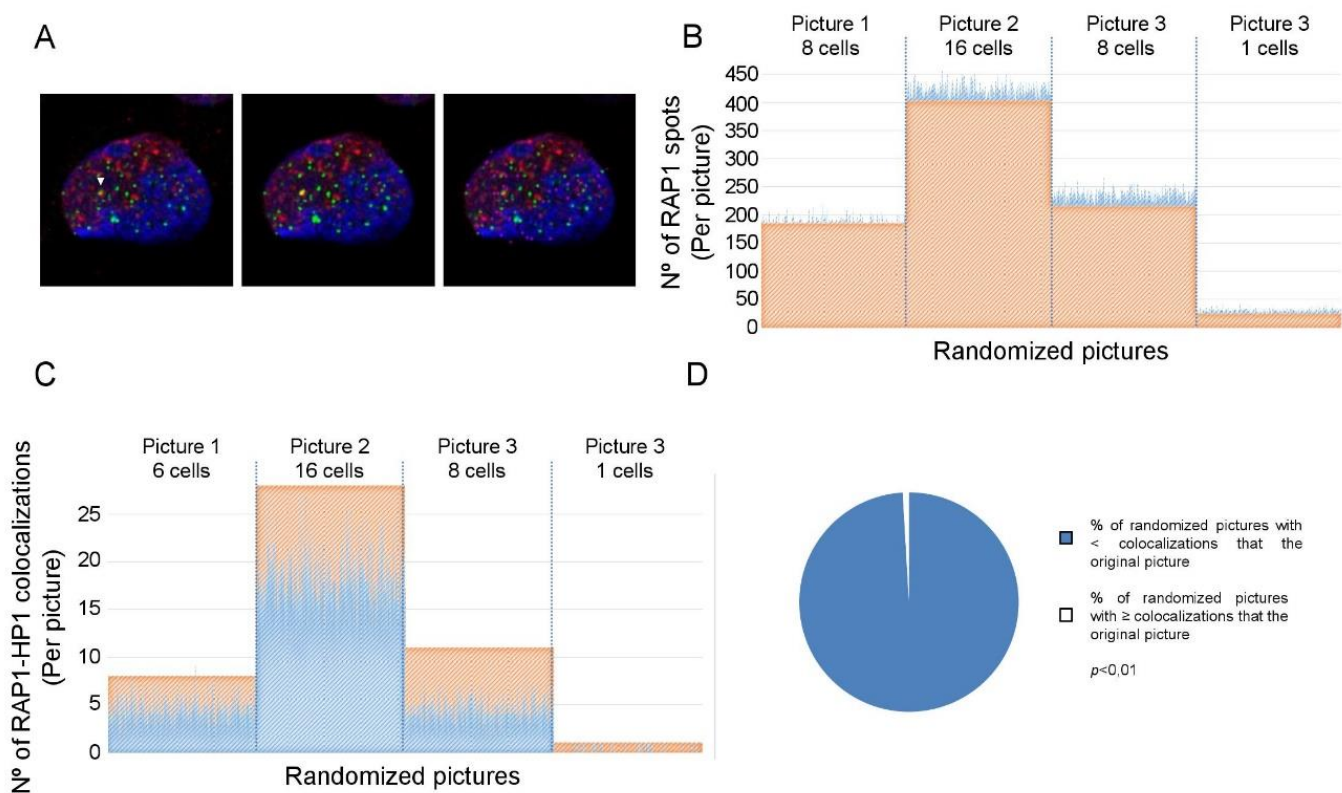 A
B
Picture 1
8 cells
Picture 2
16 cells
Picture 3
8 cells
Picture 3
1 cells
Nº of RAP1 spots
(Per picture)
450
400
350
300
250
200
150
100
50
0
Randomized pictures
C
Picture 1
6 cells
Picture 2
16 cells
Picture 3
8 cells
Picture 3
1 cells
Nº of RAP1-HP1 colocalizations
(Per picture)
25
20
15
10
5
0
Randomized pictures
D
% of randomized pictures with
< colocalizations that the
original picture
% of randomized pictures
with ≥ colocalizations that the
original picture
p<0,01